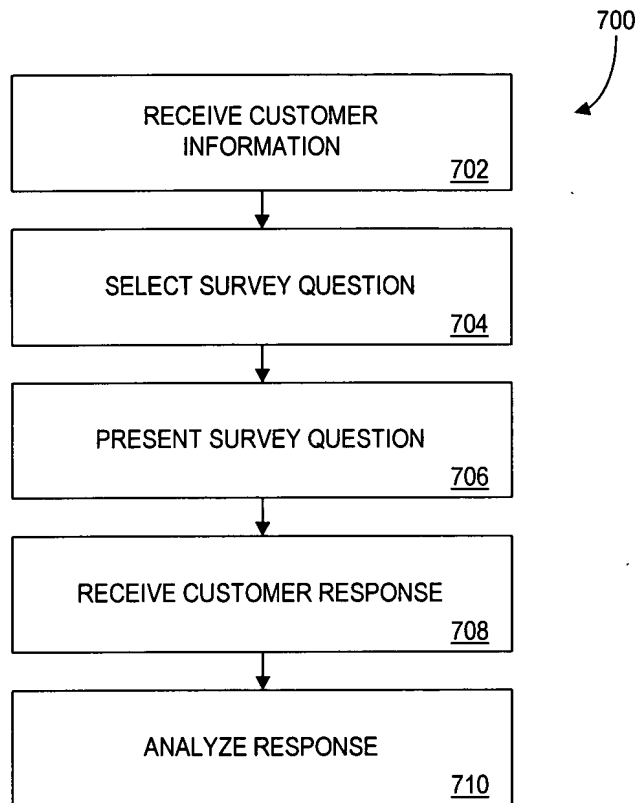 700
RECEIVE CUSTOMER
INFORMATION
702
SELECT SURVEY QUESTION
704
PRESENT SURVEY QUESTION
706
RECEIVE CUSTOMER RESPONSE
708
ANALYZE RESPONSE
710